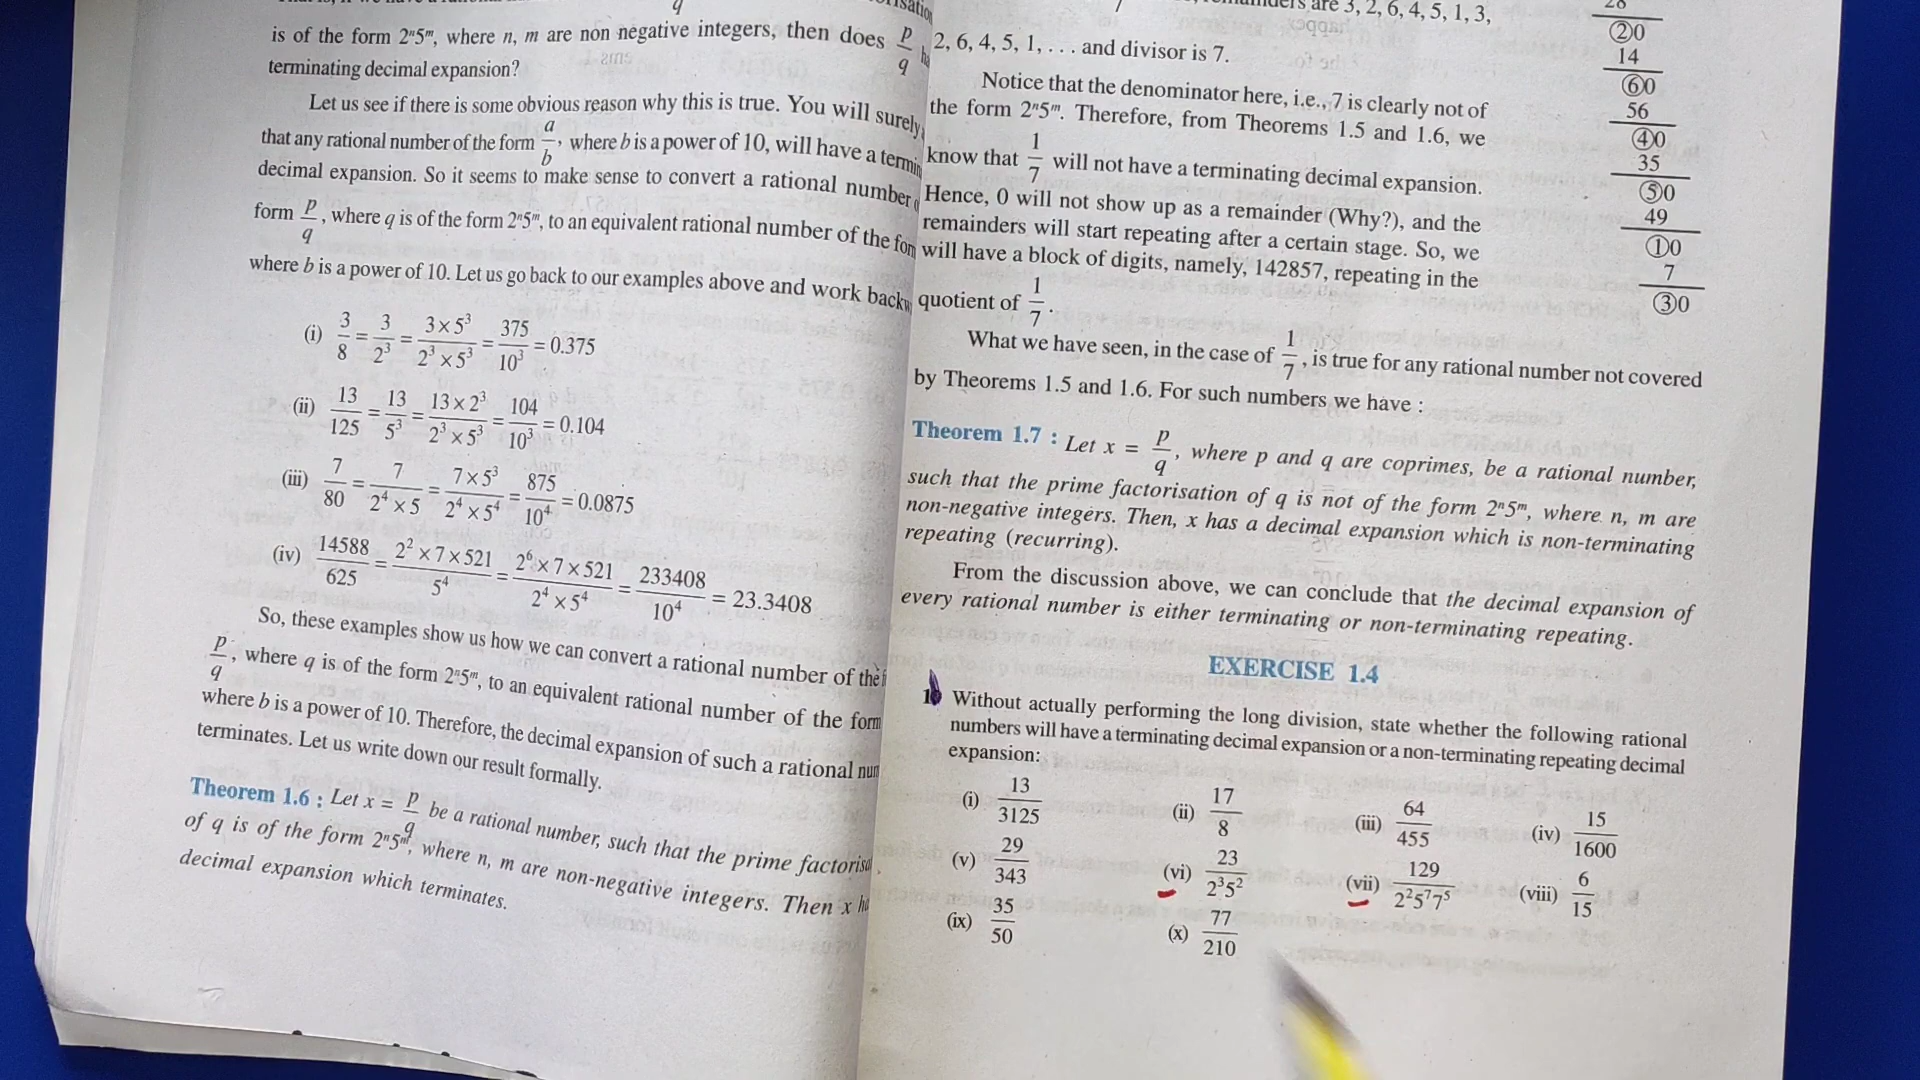 is of the form 2ⁿ5ᵐ, where n, m are non negative integers, then does p/q
terminating decimal expansion?
Let us see if there is some obvious reason why this is true. You will surely
that any rational number of the form a/b, where b is a power of 10, will have a
decimal expansion. So it seems to make sense to convert a rational number
form p/q, where q is of the form 2ⁿ5ᵐ, to an equivalent rational number of the
where b is a power of 10. Let us go back to our examples above and work
(i) 3/8 = 3/2³ = 3×5³/2³×5³ = 375/10³ = 0.375
(ii) 13/125 = 13/5³ = 13×2³/2³×5³ = 104/10³ = 0.104
(iii) 7/80 = 7/2⁴×5 = 7×5³/2⁴×5⁴ = 875/10⁴ = 0.0875
(iv) 14588/625 = 2²×7×521/5⁴ = 2⁶×7×521/2⁴×5⁴ = 233408/10⁴ = 23.3408
So, these examples show us how we can convert a rational number of the
p/q, where q is of the form 2ⁿ5ᵐ, to an equivalent rational number of the form
where b is a power of 10. Therefore, the decimal expansion of such a rational
terminates. Let us write down our result formally.
Theorem 1.6 : Let x = p/q be a rational number, such that the prime
of q is of the form 2ⁿ5ᵐ, where n, m are non-negative integers. Then x
decimal expansion which terminates.
are 3, 2, 6, 4, 5, 1, 3,
2, 6, 4, 5, 1, . . . and divisor is 7.
Notice that the denominator here, i.e., 7 is clearly not of
the form 2ⁿ5ᵐ. Therefore, from Theorems 1.5 and 1.6, we
know that 1/7 will not have a terminating decimal expansion.
Hence, 0 will not show up as a remainder (Why?), and the
remainders will start repeating after a certain stage. So, we
will have a block of digits, namely, 142857, repeating in the
quotient of 1/7.
28
20
14
60
56
40
35
50
49
10
7
30
What we have seen, in the case of 1/7, is true for any rational number not covered
by Theorems 1.5 and 1.6. For such numbers we have :
Theorem 1.7 : Let x = p/q, where p and q are coprimes, be a rational number,
such that the prime factorisation of q is not of the form 2ⁿ5ᵐ, where n, m are
non-negative integers. Then, x has a decimal expansion which is non-terminating
repeating (recurring).
From the discussion above, we can conclude that the decimal expansion of
every rational number is either terminating or non-terminating repeating.
EXERCISE 1.4
1. Without actually performing the long division, state whether the following rational
numbers will have a terminating decimal expansion or a non-terminating repeating decimal
expansion:
(i) 13/3125 (ii) 17/8 (iii) 64/455 (iv) 15/1600
(v) 29/343 (vi) 23/2³5² (vii) 129/2²5⁷7⁵ (viii) 6/15
(ix) 35/50 (x) 77/210